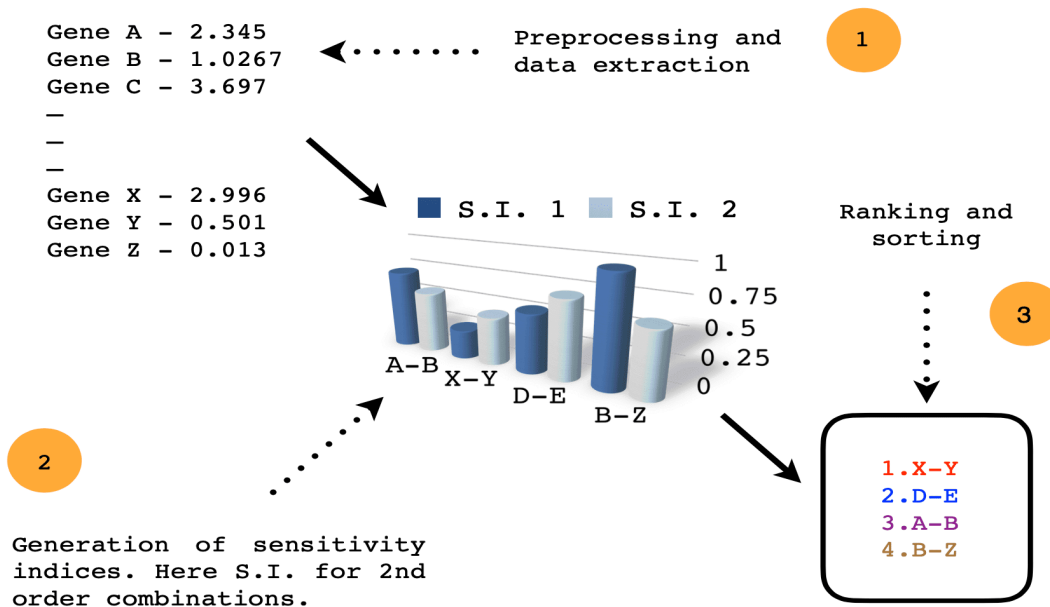 Gene A – 2.345
Gene B – 1.0267
Gene C – 3.697
–
–
–
Gene X – 2.996
Gene Y – 0.501
Gene Z – 0.013
Preprocessing and
data extraction
1
S.I. 1
S.I. 2
1
0.75
0.5
0.25
0
A-B
X-Y
D-E
B-Z
Ranking and
sorting
3
2
Generation of sensitivity
indices. Here S.I. for 2nd
order combinations.
1.X-Y
2.D-E
3.A-B
4.B-Z